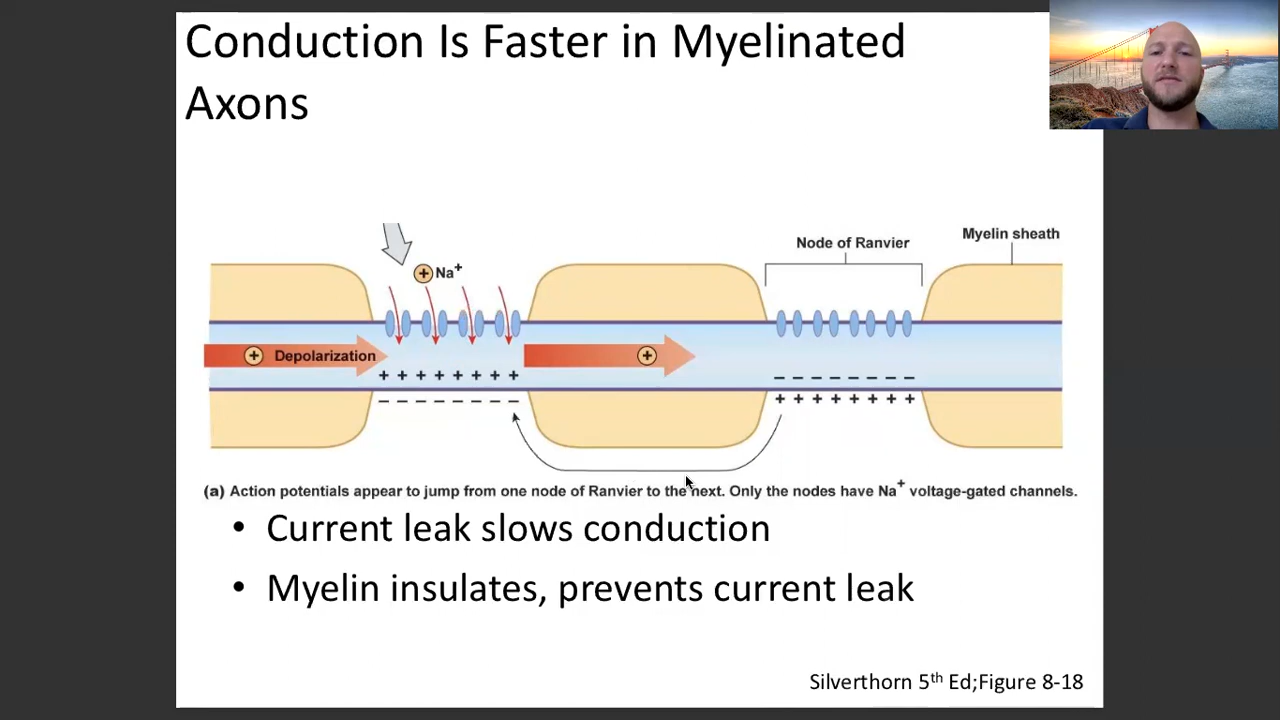 Conduction Is Faster in Myelinated
Axons
Node of Ranvier
Myelin sheath
+ Na+
+ Depolarization
+
+ + + + + + + +
– – – – – – – –
– – – – – – – –
+ + + + + + + +
(a) Action potentials appear to jump from one node of Ranvier to the next. Only the nodes have Na+ voltage-gated channels.
• Current leak slows conduction
• Myelin insulates, prevents current leak
Silverthorn 5th Ed;Figure 8-18